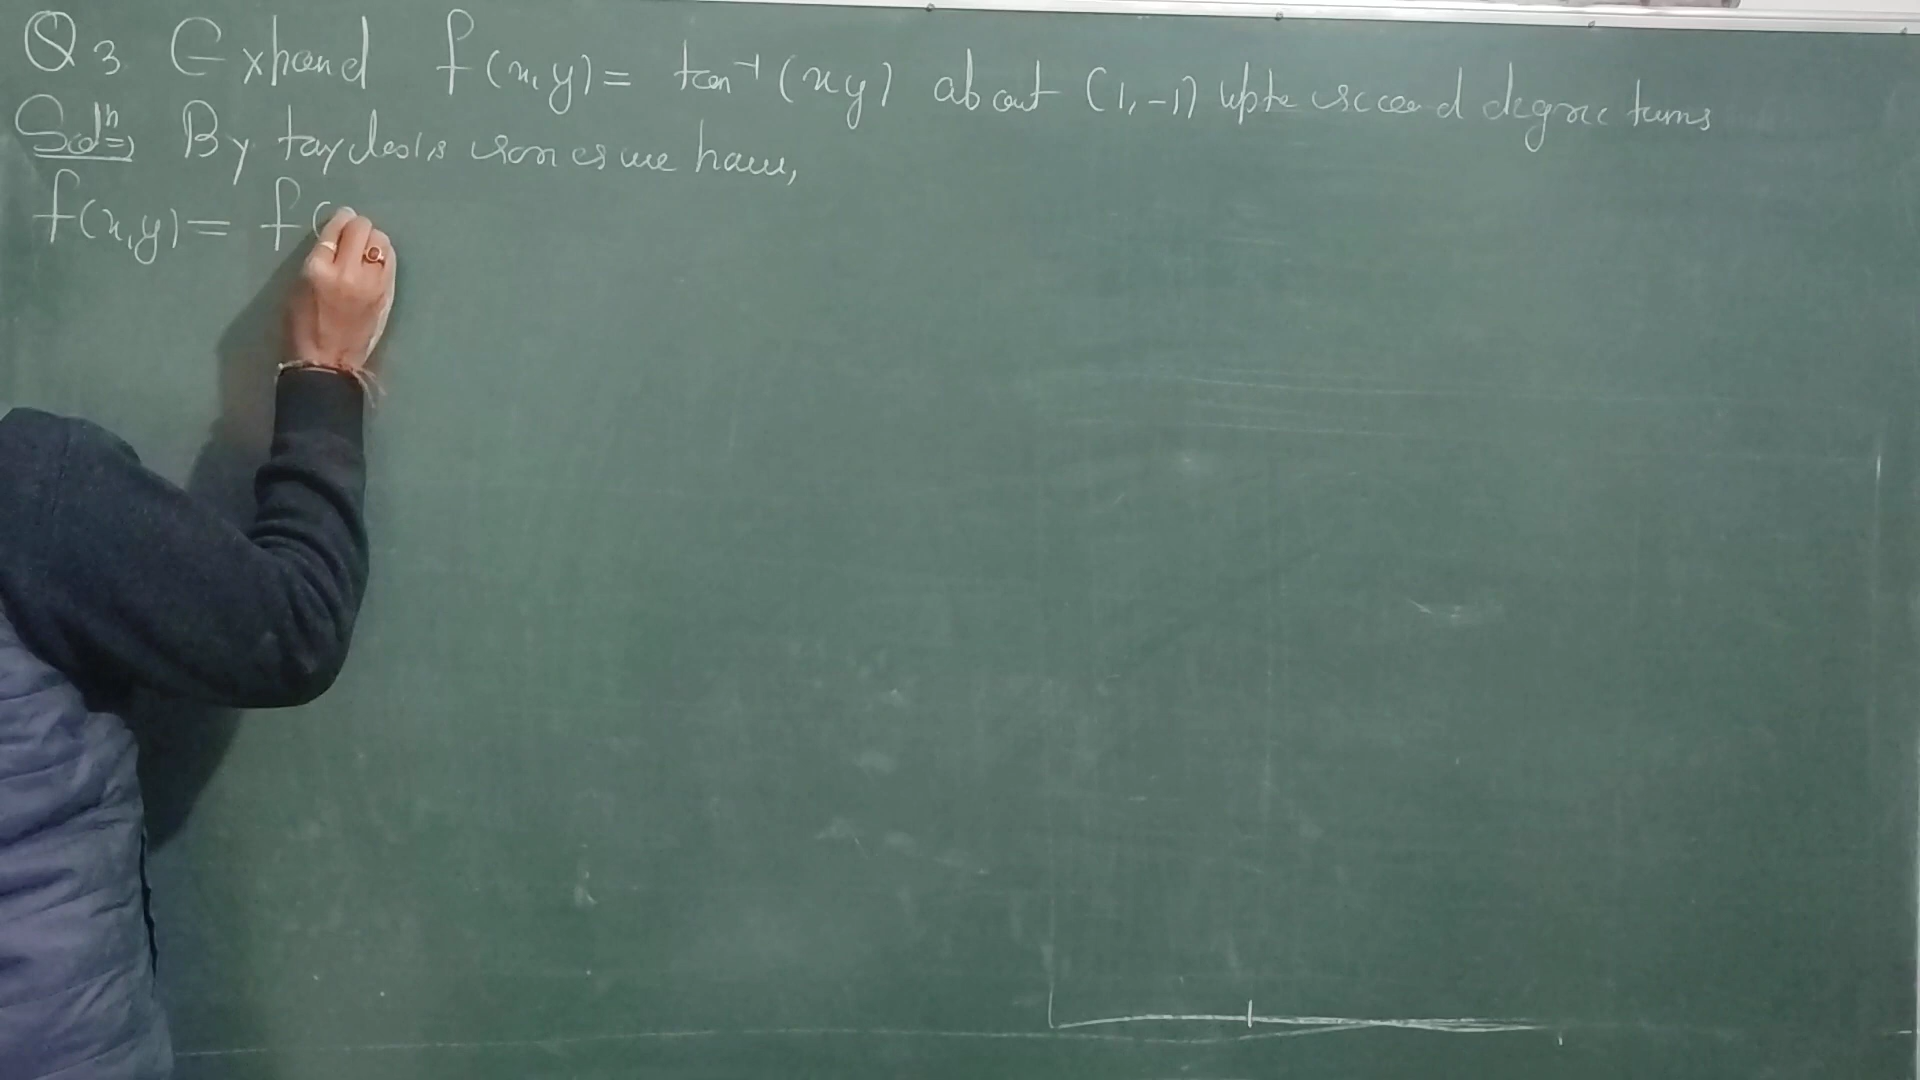 Q3 Expand f(x,y) = tan⁻¹(xy) about (1,-1) upto second degree terms
Solⁿ⇒ By taylor's series we have,
f(x,y) = f(